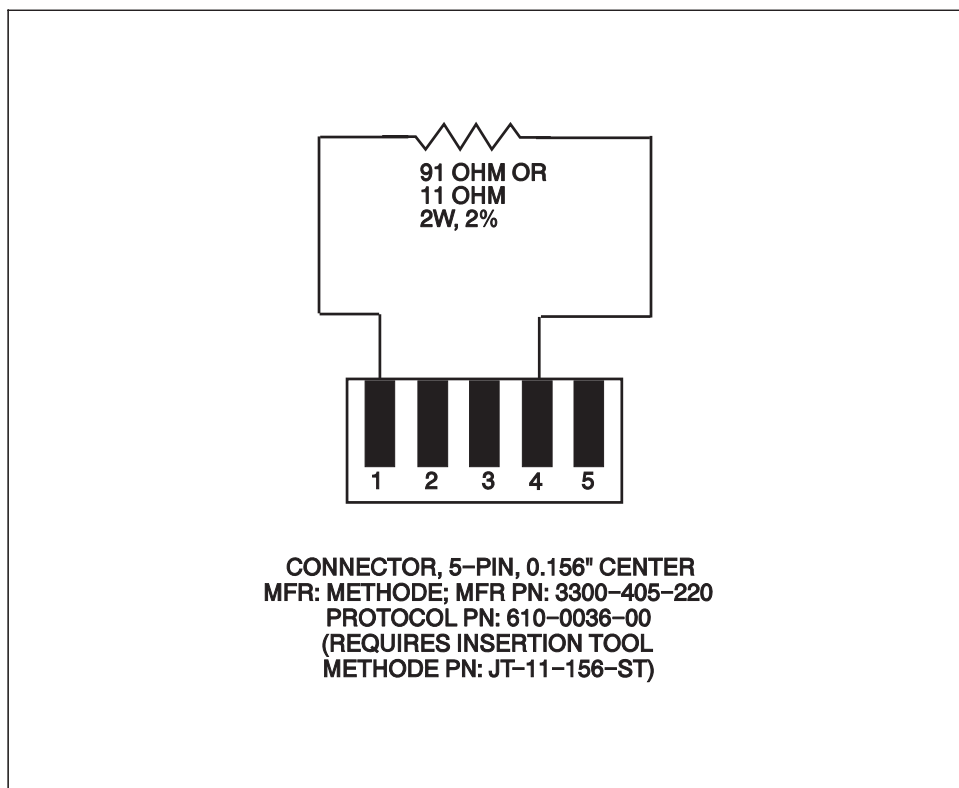 91 OHM OR
11 OHM
2W, 2%
1 2 3 4 5
CONNECTOR, 5-PIN, 0.156" CENTER
MFR: METHODE; MFR PN: 3300-405-220
PROTOCOL PN: 610-0036-00
(REQUIRES INSERTION TOOL
METHODE PN: JT-11-156-ST)